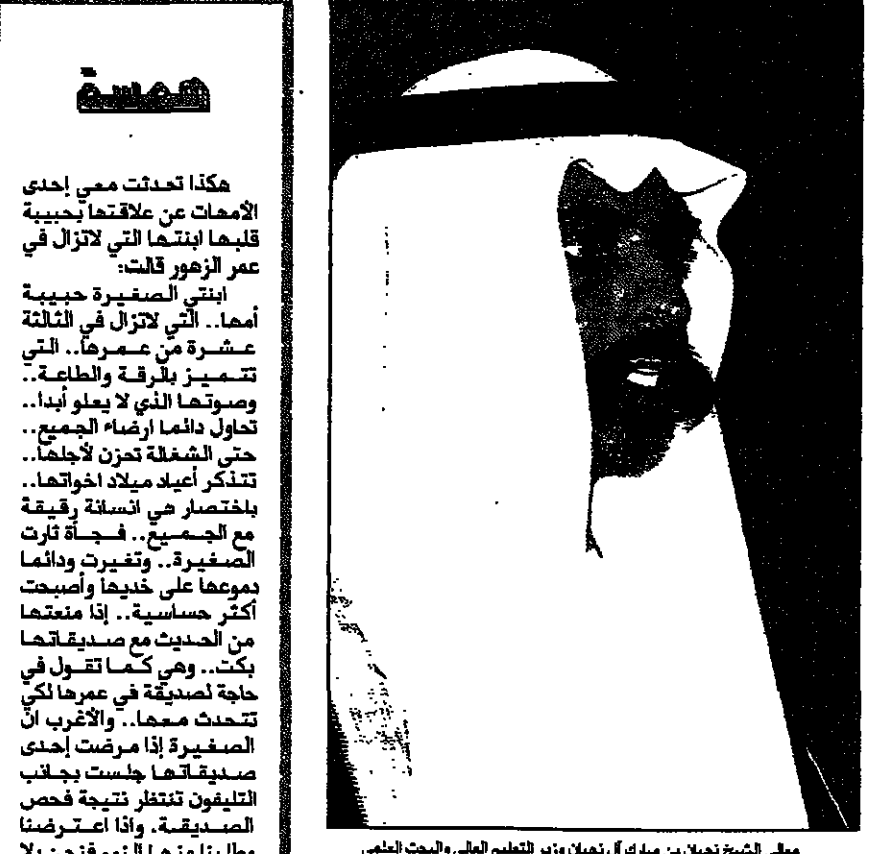 همسة
هكذا تحدثت معي إحدى
الأمهات عن علاقتها بحبيبة
قلبها ابنتها التي لاتزال في
عمر الزهور قالت:
ابنتي الصغيرة حبيبة
أمها.. التي لاتزال في الثالثة
عشرة من عمرها.. التي
تتميز بالرقة والطاعة..
وصوتها الذي لا يعلو أبدا..
تحاول دائما ارضاء الجميع..
حتى الشغالة تحزن لأجلها..
تتذكر أعياد ميلاد اخواتها..
باختصار هي انسانة رقيقة
مع الجميع.. فجأة ثارت
الصغيرة.. وتغيرت ودائما
دموعها على خديها وأصبحت
أكثر حساسية.. إذا منعتها
من الحديث مع صديقاتها
بكت.. وهي كما تقول في
حاجة لصديقة في عمرها لكي
تتحدث معها.. والأغرب ان
الصغيرة إذا مرضت إحدى
صديقاتها جلست بجانب
التليفون تنتظر نتيجة فحص
الصديقة. واذا اعترضنا
معالي الشيخ نهيان بن مبارك آل نهيان وزير التعليم العالي والبحث العلمي